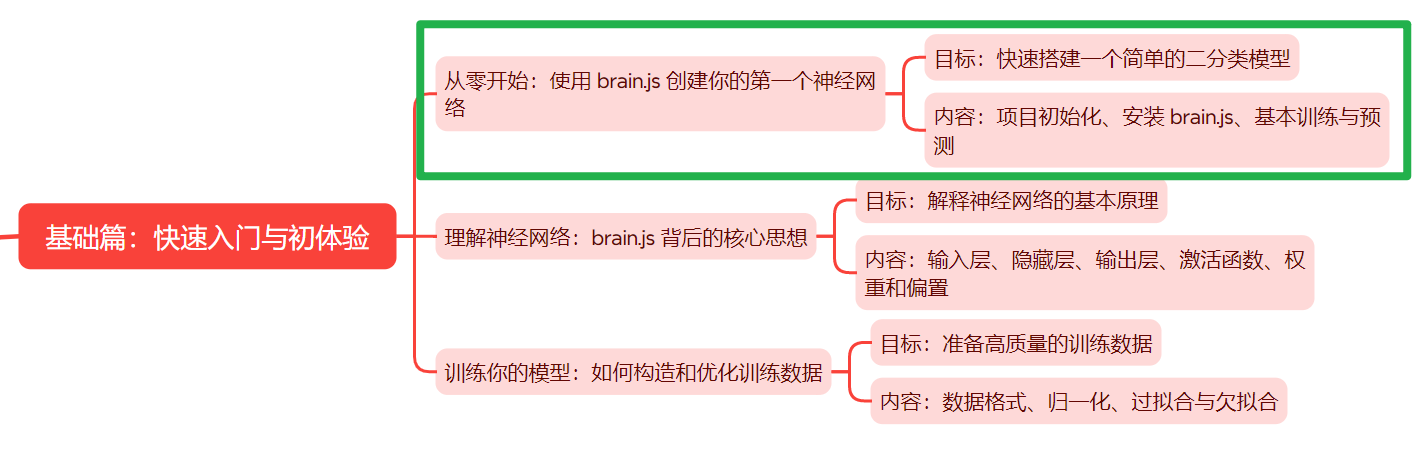 基础篇：快速入门与初体验
从零开始：使用 brain.js 创建你的第一个神经网
络
目标：快速搭建一个简单的二分类模型
内容：项目初始化、安装 brain.js、基本训练与预
测
理解神经网络：brain.js 背后的核心思想
目标：解释神经网络的基本原理
内容：输入层、隐藏层、输出层、激活函数、权
重和偏置
训练你的模型：如何构造和优化训练数据
目标：准备高质量的训练数据
内容：数据格式、归一化、过拟合与欠拟合